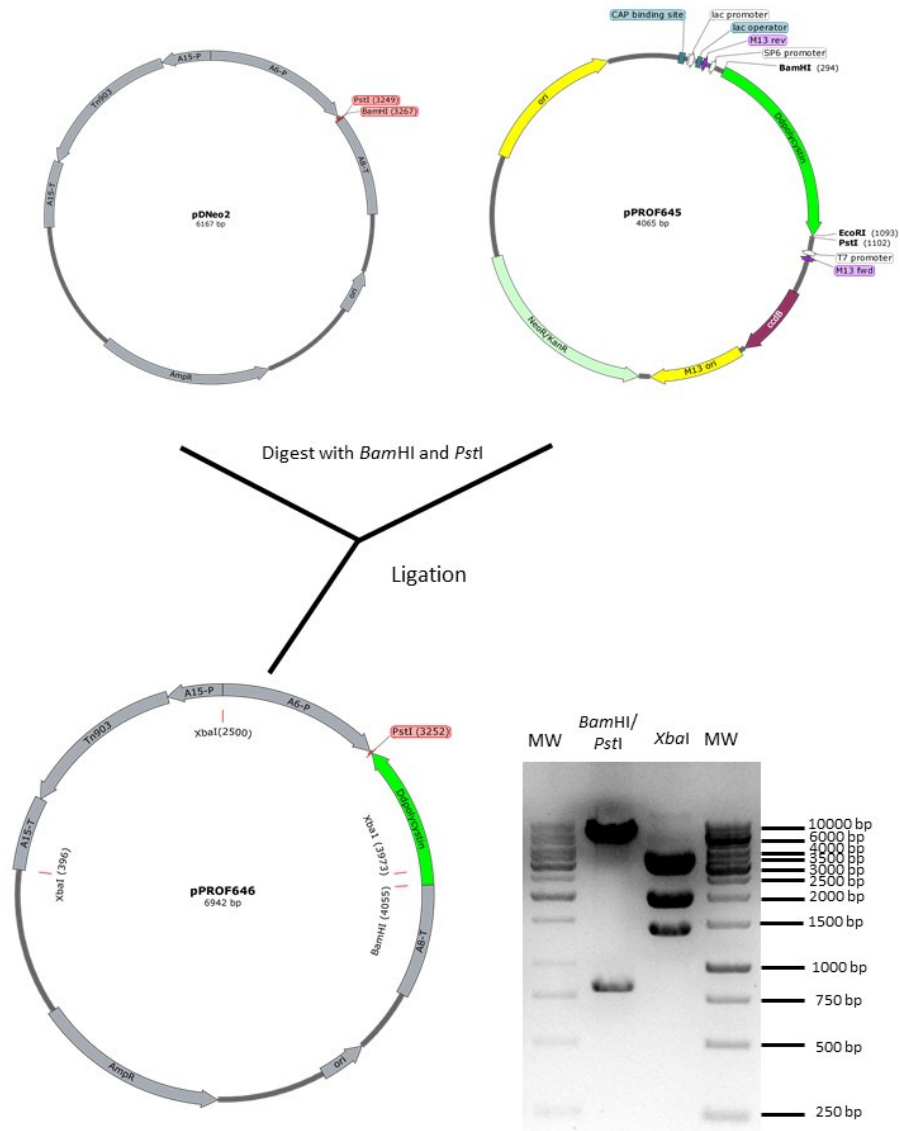 A15-P
A6-P
Tn903
PstI (3249)
BamHI (3267)
A8-T
A15-T
pDNeo2
6167 bp
ori
AmpR
CAP binding site
lac promoter
lac operator
M13 rev
SP6 promoter
BamHI (294)
ori
Ddpolycystin
pPROF645
4065 bp
EcoRI (1093)
PstI (1102)
T7 promoter
M13 fwd
ccdB
NeoR/KanR
M13 ori
Digest with BamHI and PstI
Ligation
A15-P
A6-P
Tn903
XbaI(2500)
PstI (3252)
Ddpolycystin
Xba1 (3973)
A15-T
XbaI (396)
pPROF646
6942 bp
BamHI (4055)
A8-T
AmpR
ori
MW
BamHI/
PstI
XbaI
MW
10000 bp
6000 bp
4000 bp
3500 bp
3000 bp
2500 bp
2000 bp
1500 bp
1000 bp
750 bp
500 bp
250 bp